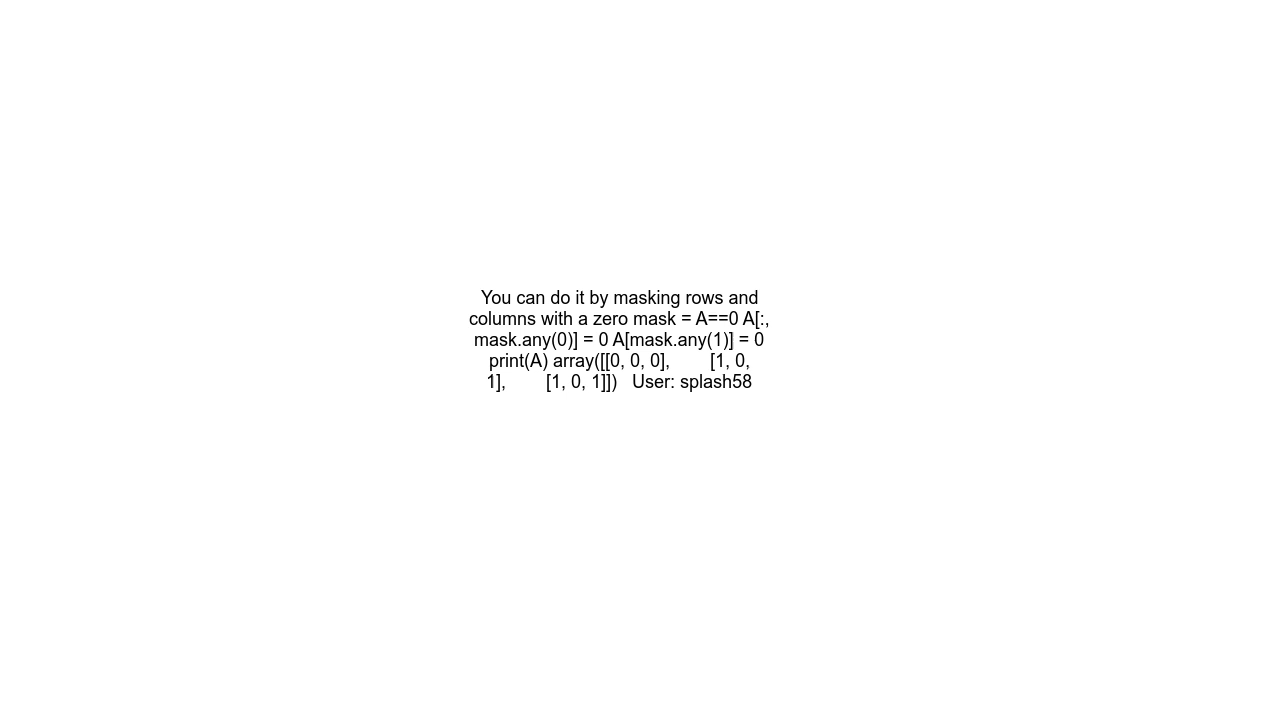 You can do it by masking rows and
columns with a zero mask = A==0 A[:,
mask.any(0)] = 0 A[mask.any(1)] = 0
print(A) array([[0, 0, 0],        [1, 0,
1],        [1, 0, 1]])   User: splash58